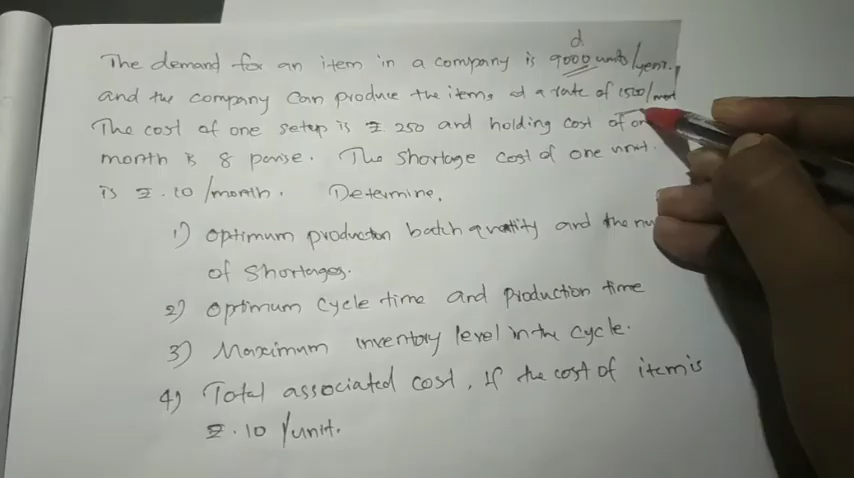 The demand for an item in a company is 9000 units/year.
d
and the company can produce the items at a rate of 1500/
The cost of one setup is ₹ 250 and holding cost of
month is 8 paise. The shortage cost of one unit.
is ₹.10/month. Determine,
1) Optimum production batch quantity and the
of Shortages.
2) Optimum cycle time and production time
3) Maximum inventory level in the cycle.
4) Total associated cost, If the cost of item is
₹.10/unit.